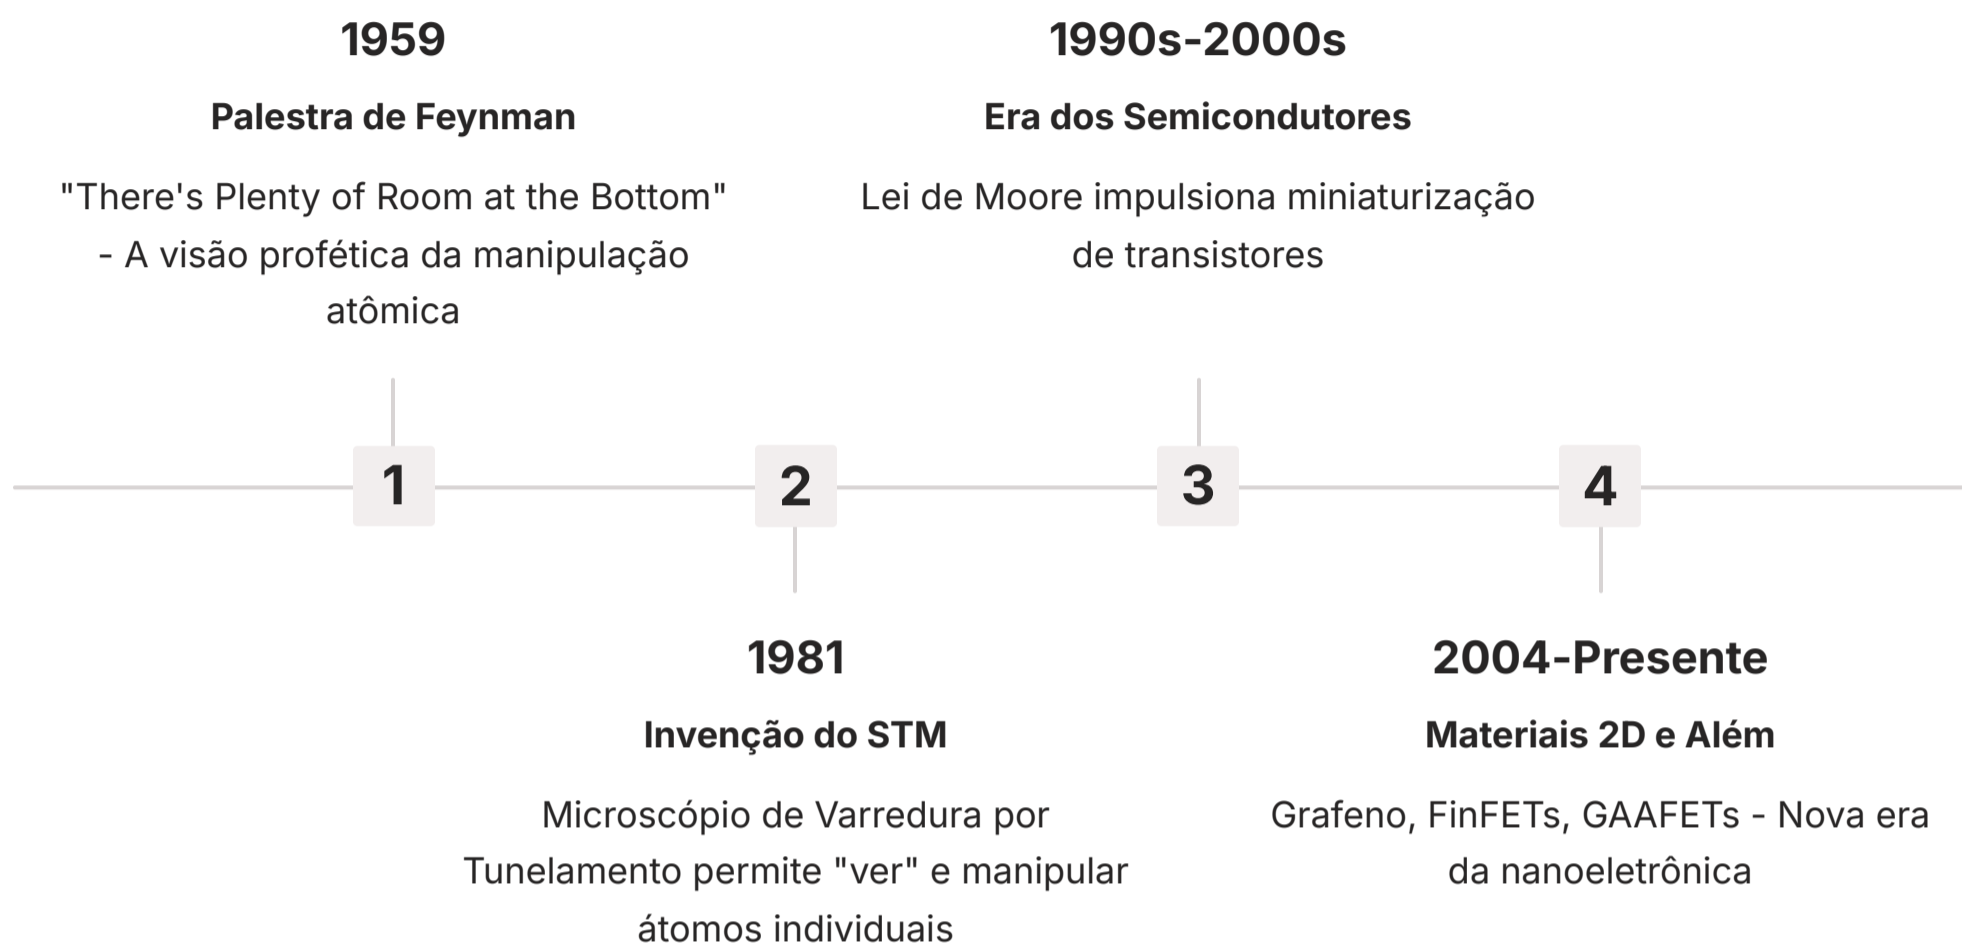 1959
Palestra de Feynman
"There's Plenty of Room at the Bottom"
- A visão profética da manipulação
atômica
1990s-2000s
Era dos Semicondutores
Lei de Moore impulsiona miniaturização
de transistores
1
2
3
4
1981
Invenção do STM
Microscópio de Varredura por
Tunelamento permite "ver" e manipular
átomos individuais
2004-Presente
Materiais 2D e Além
Grafeno, FinFETs, GAAFETs - Nova era
da nanoeletrônica